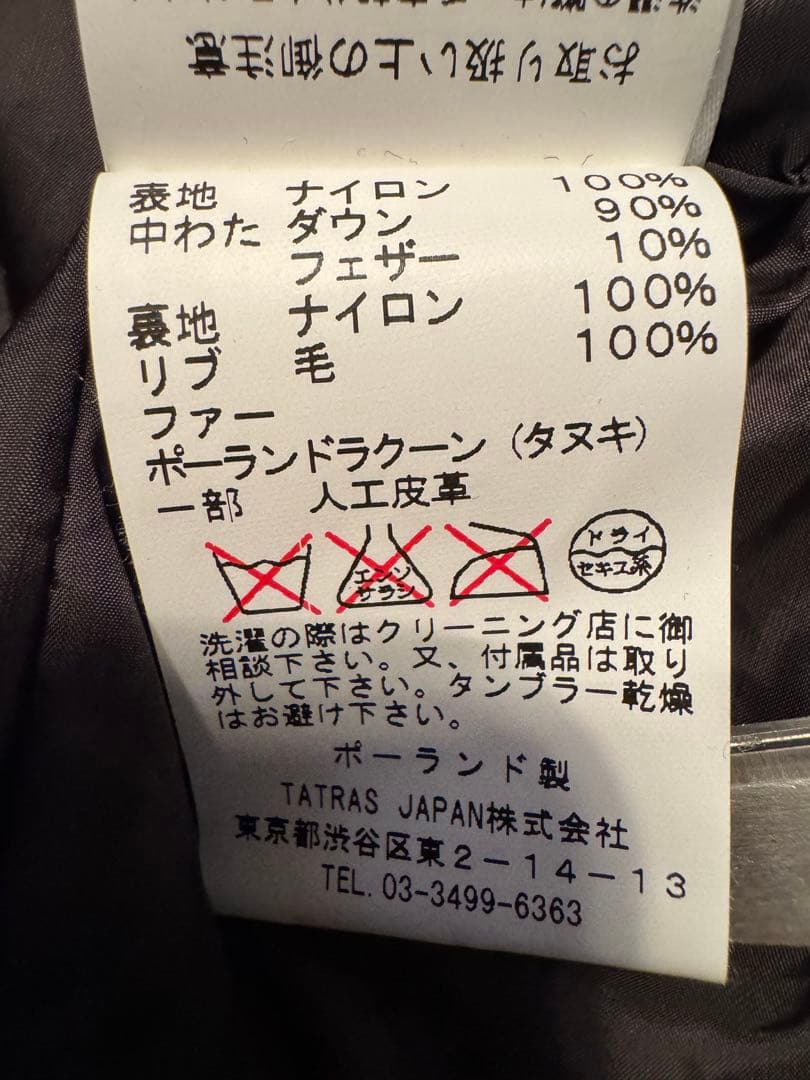 お取り扱い上の御注意
表地 ナイロン 100%
中わた ダウン 90%
フェザー 10%
裏地 ナイロン 100%
リブ 毛 100%
ファー
ポーランドラクーン (タヌキ)
一部 人工皮革
エンソ
サラシ
ドライ
セキユ系
洗濯の際はクリーニング店に御
相談下さい。又、付属品は取り
外して下さい。タンブラー乾燥
はお避け下さい。
ポーランド製
TATRAS JAPAN株式会社
東京都渋谷区東2-14-13
TEL. 03-3499-6363